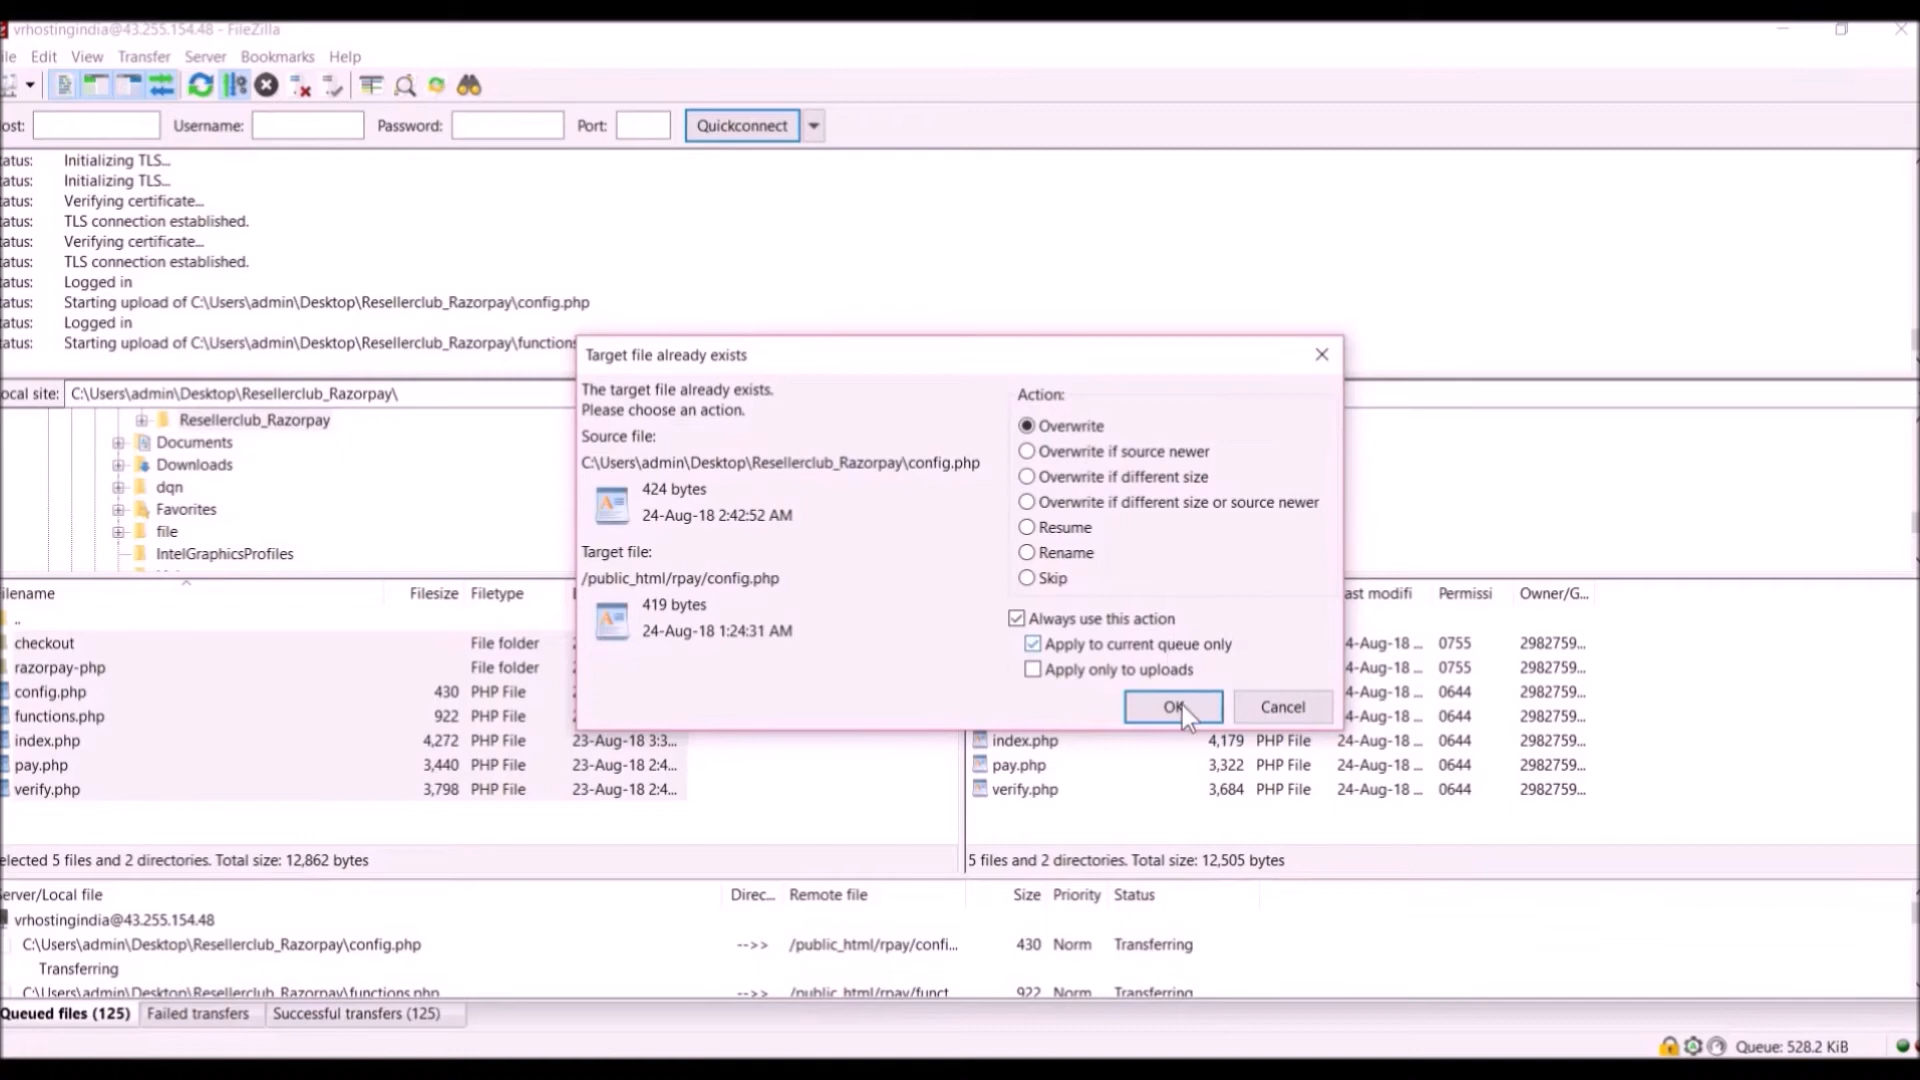 vrhostingindia@43.255.154.48 - FileZilla
ile Edit View Transfer Server Bookmarks Help
ost: Username: Password: Port: Quickconnect
atus: Initializing TLS...
atus: Initializing TLS...
atus: Verifying certificate...
atus: TLS connection established.
atus: Verifying certificate...
atus: TLS connection established.
atus: Logged in
atus: Starting upload of C:\Users\admin\Desktop\Resellerclub_Razorpay\config.php
atus: Logged in
atus: Starting upload of C:\Users\admin\Desktop\Resellerclub_Razorpay\functions
ocal site: C:\Users\admin\Desktop\Resellerclub_Razorpay\
Resellerclub_Razorpay
Documents
Downloads
dqn
Favorites
file
IntelGraphicsProfiles
Target file already exists
The target file already exists.
Please choose an action.
Source file:
C:\Users\admin\Desktop\Resellerclub_Razorpay\config.php
424 bytes
24-Aug-18 2:42:52 AM
Target file:
/public_html/rpay/config.php
419 bytes
24-Aug-18 1:24:31 AM
Action:
Overwrite
Overwrite if source newer
Overwrite if different size
Overwrite if different size or source newer
Resume
Rename
Skip
Always use this action
Apply to current queue only
Apply only to uploads
OK Cancel
ilename Filesize Filetype
..
checkout File folder
razorpay-php File folder
config.php 430 PHP File
functions.php 922 PHP File
index.php 4,272 PHP File 23-Aug-18 3:3...
pay.php 3,440 PHP File 23-Aug-18 2:4...
verify.php 3,798 PHP File 23-Aug-18 2:4...
elected 5 files and 2 directories. Total size: 12,862 bytes
ast modifi Permissi Owner/G...
4-Aug-18 ... 0755 2982759...
4-Aug-18 ... 0755 2982759...
4-Aug-18 ... 0644 2982759...
4-Aug-18 ... 0644 2982759...
index.php 4,179 PHP File 24-Aug-18 ... 0644 2982759...
pay.php 3,322 PHP File 24-Aug-18 ... 0644 2982759...
verify.php 3,684 PHP File 24-Aug-18 ... 0644 2982759...
5 files and 2 directories. Total size: 12,505 bytes
erver/Local file Direc... Remote file Size Priority Status
vrhostingindia@43.255.154.48
C:\Users\admin\Desktop\Resellerclub_Razorpay\config.php -->> /public_html/rpay/confi... 430 Norm Transferring
Transferring
C:\Users\admin\Desktop\Resellerclub_Razorpay\functions.php -->> /public_html/rpay/funct 922 Norm Transferring
Queued files (125) Failed transfers Successful transfers (125)
Queue: 528.2 KiB